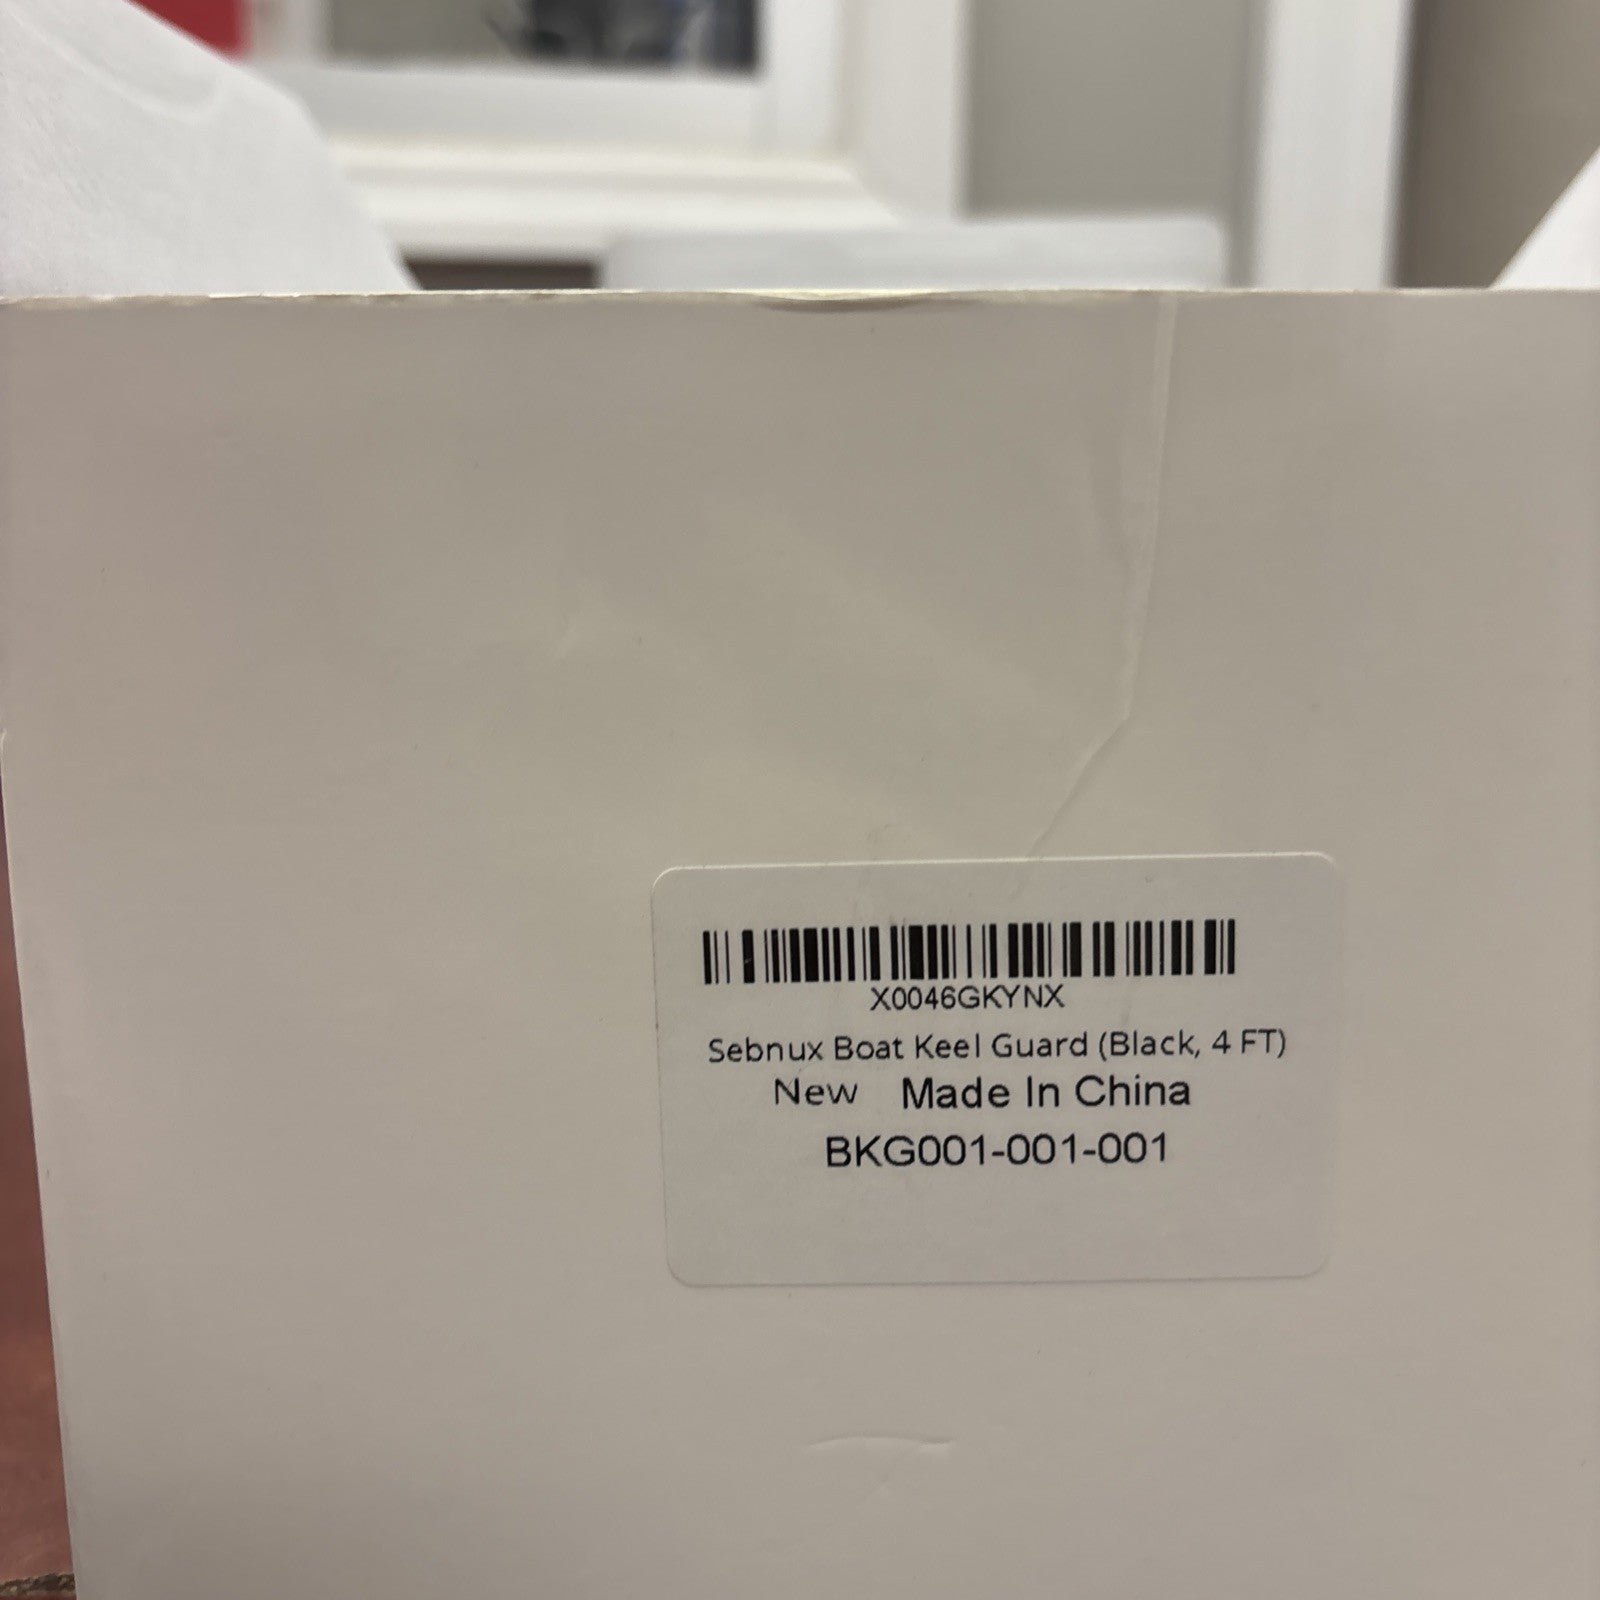 X0046GKYNX
Sebnux Boat Keel Guard (Black, 4 FT)
New Made In China
BKG001-001-001